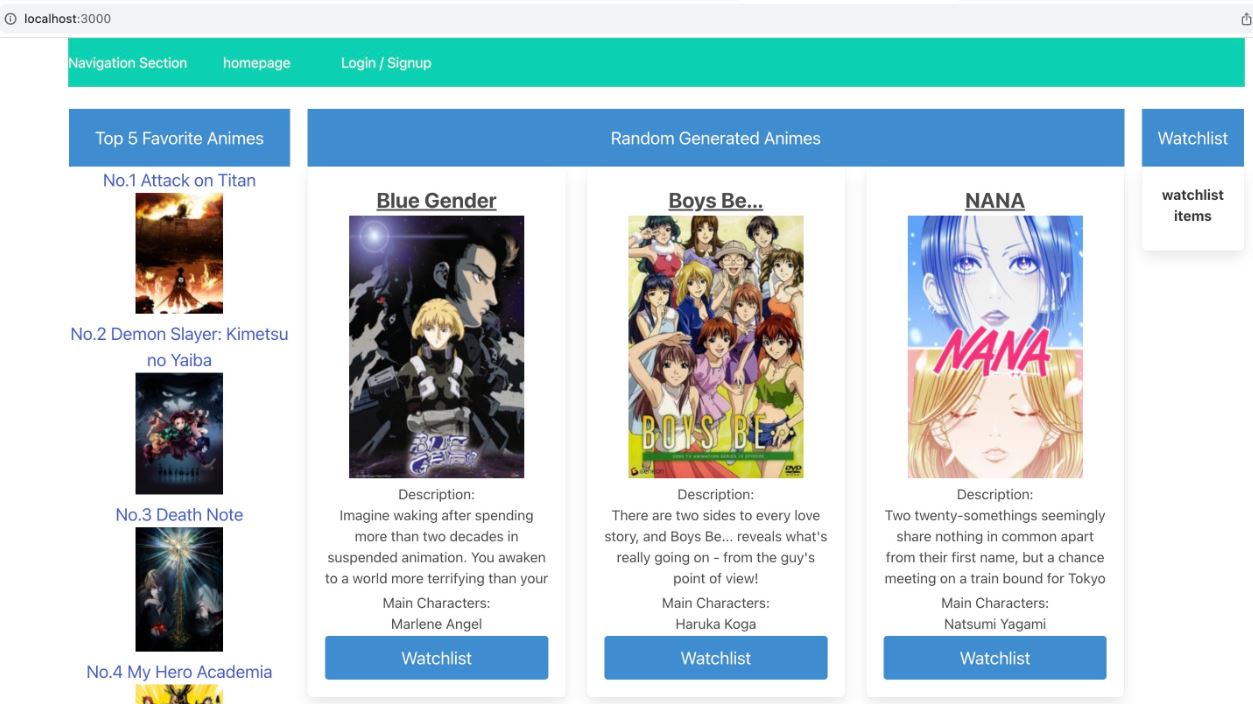 localhost:3000
Navigation Section homepage Login / Signup
Top 5 Favorite Animes
No.1 Attack on Titan
No.2 Demon Slayer: Kimetsu
no Yaiba
No.3 Death Note
No.4 My Hero Academia
Random Generated Animes
Blue Gender
Description:
Imagine waking after spending
more than two decades in
suspended animation. You awaken
to a world more terrifying than your
Main Characters:
Marlene Angel
Watchlist
Boys Be...
BOYS BE
DVD
Description:
There are two sides to every love
story, and Boys Be... reveals what's
really going on - from the guy's
point of view!
Main Characters:
Haruka Koga
Watchlist
NANA
NANA
Description:
Two twenty-somethings seemingly
share nothing in common apart
from their first name, but a chance
meeting on a train bound for Tokyo
Main Characters:
Natsumi Yagami
Watchlist
Watchlist
watchlist
items